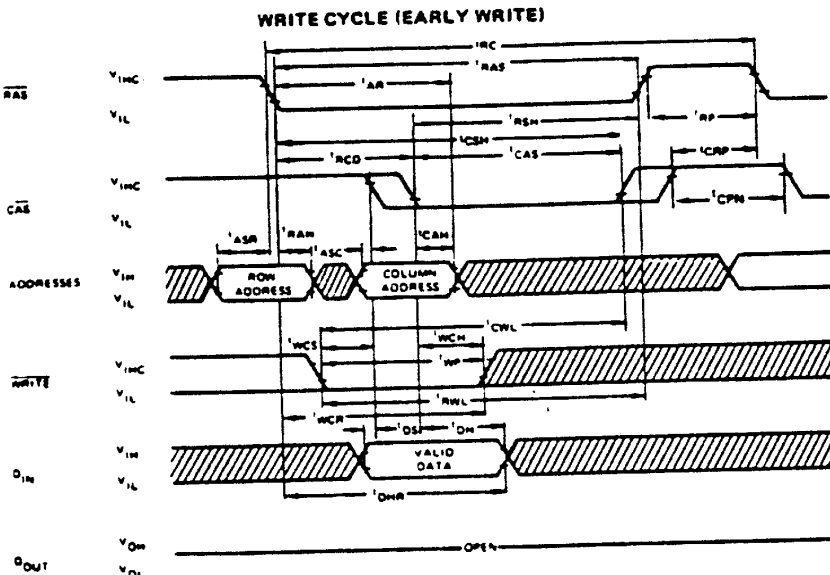 WRITE CYCLE (EARLY WRITE)
tRC
tRAS
tAR
RAS
VIHC
VIL
tRSH
tRP
tCSH
tRCD
tCAS
tCRP
CAS
VIHC
VIL
tCPN
tASR
tRAH
tASC
tCAH
ADDRESSES
VIH
VIL
ROW ADDRESS
COLUMN ADDRESS
tCWL
tWCS
tWCH
tWP
WRITE
VIHC
VIL
tRWL
tWCR
tDS
tDH
DIN
VIH
VIL
VALID DATA
tDHR
DOUT
VOH
VOL
OPEN